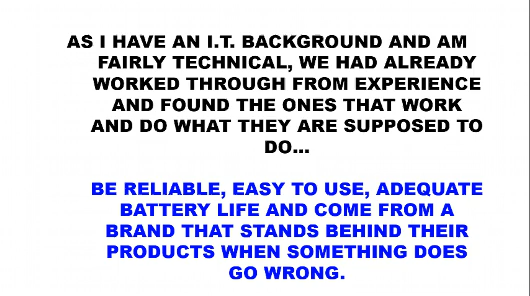 AS I HAVE AN I.T. BACKGROUND AND AM
FAIRLY TECHNICAL, WE HAD ALREADY
WORKED THROUGH FROM EXPERIENCE
AND FOUND THE ONES THAT WORK
AND DO WHAT THEY ARE SUPPOSED TO
DO...
BE RELIABLE, EASY TO USE, ADEQUATE
BATTERY LIFE AND COME FROM A
BRAND THAT STANDS BEHIND THEIR
PRODUCTS WHEN SOMETHING DOES
GO WRONG.